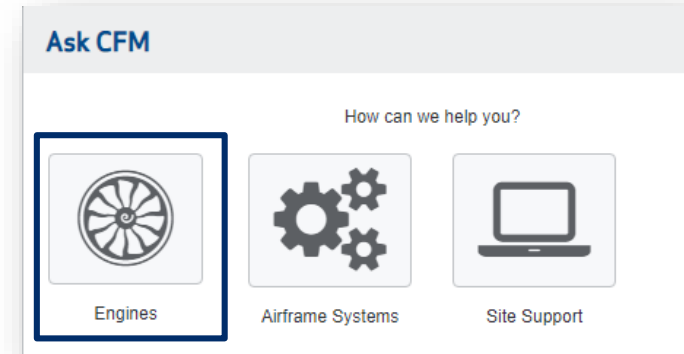 Ask CFM
How can we help you?
Engines
Airframe Systems
Site Support